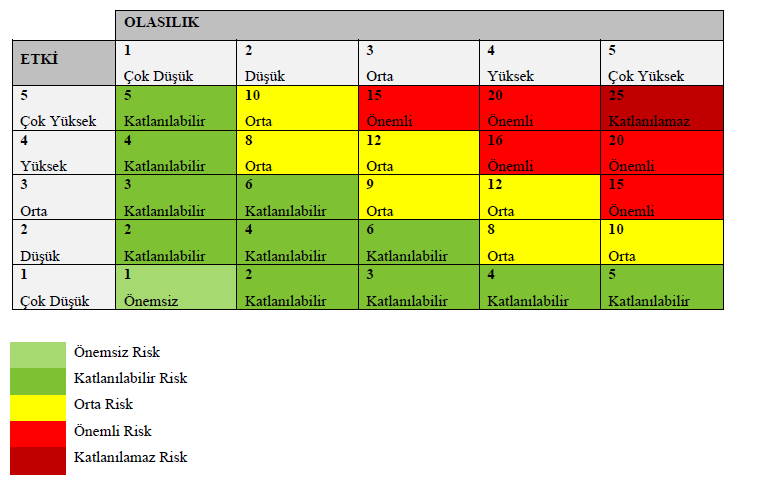 OLASILIK
ETKİ
1 2 3 4 5
Çok Düşük Düşük Orta Yüksek Çok Yüksek
5 5 10 15 20 25
Çok Yüksek Katlanılabilir Orta Önemli Önemli Katlanılamaz
4 4 8 12 16 20
Yüksek Katlanılabilir Orta Orta Önemli Önemli
3 3 6 9 12 15
Orta Katlanılabilir Katlanılabilir Orta Orta Önemli
2 2 4 6 8 10
Düşük Katlanılabilir Katlanılabilir Katlanılabilir Orta Orta
1 1 2 3 4 5
Çok Düşük Önemsiz Katlanılabilir Katlanılabilir Katlanılabilir Katlanılabilir
Önemsiz Risk
Katlanılabilir Risk
Orta Risk
Önemli Risk
Katlanılamaz Risk